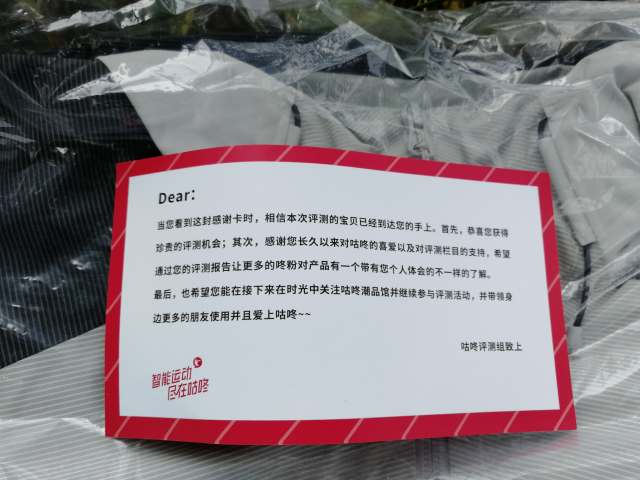 Dear：
当您看到这封感谢卡时，相信本次评测的宝贝已经到达您的手上。首先，恭喜您获得
珍贵的评测机会；其次，感谢您长久以来对咕咚的喜爱以及对评测栏目的支持，希望
通过您的评测报告让更多的咚粉对产品有一个带有您个人体会的不一样的了解。
最后，也希望您能在接下来在时光中关注咕咚潮品馆并继续参与评测活动，并带领身
边更多的朋友使用并且爱上咕咚~~
咕咚评测组致上
智能运动
尽在咕咚